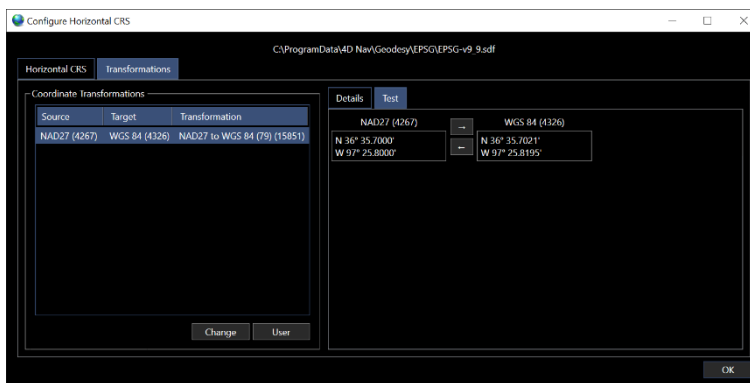 Configure Horizontal CRS
C:\ProgramData\4D Nav\Geodesy\EPSG\EPSG-v9_9.sdf
Horizontal CRS Transformations
Coordinate Transformations
Source Target Transformation
NAD27 (4267) WGS 84 (4326) NAD27 to WGS 84 (79) (15851)
Change User
Details Test
NAD27 (4267) → WGS 84 (4326)
←
N 36° 35.7000'
W 97° 25.8000'
N 36° 35.7021'
W 97° 25.8195'
OK